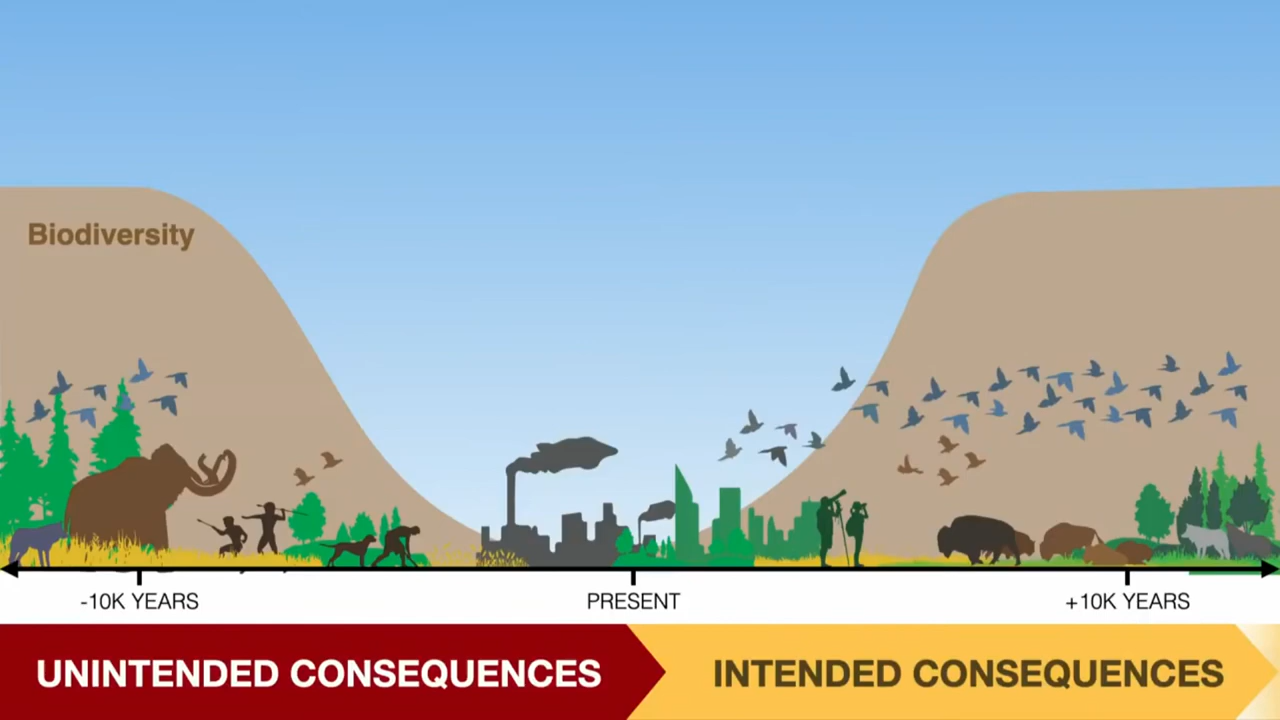 Biodiversity
-10K YEARS
PRESENT
+10K YEARS
UNINTENDED CONSEQUENCES
INTENDED CONSEQUENCES